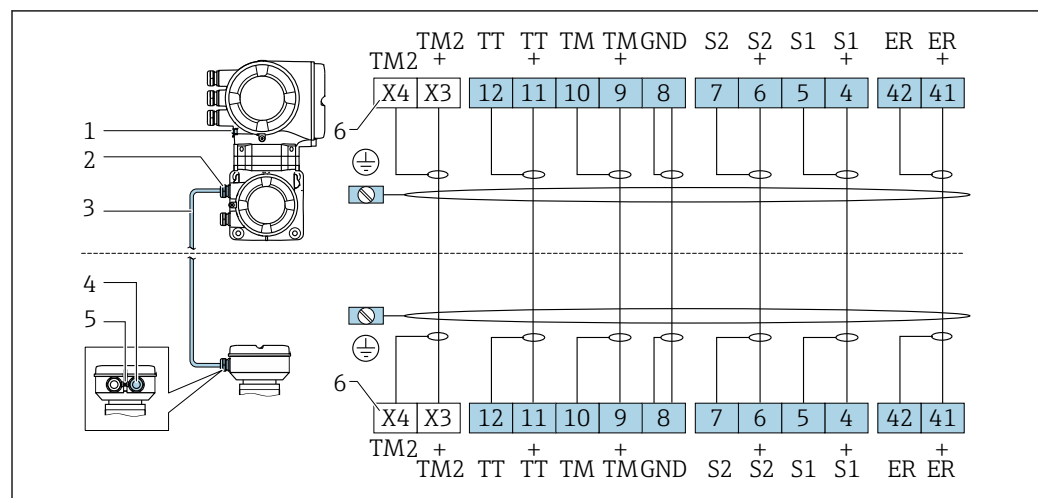 TM2 TT TT TM TM GND S2 S2 S1 S1 ER ER
TM2 + + + + + +
X4 X3 12 11 10 9 8 7 6 5 4 42 41
6
1
2
3
4
5
6
X4 X3 12 11 10 9 8 7 6 5 4 42 41
TM2 + + + + + +
TM2 TT TT TM TM GND S2 S2 S1 S1 ER ER